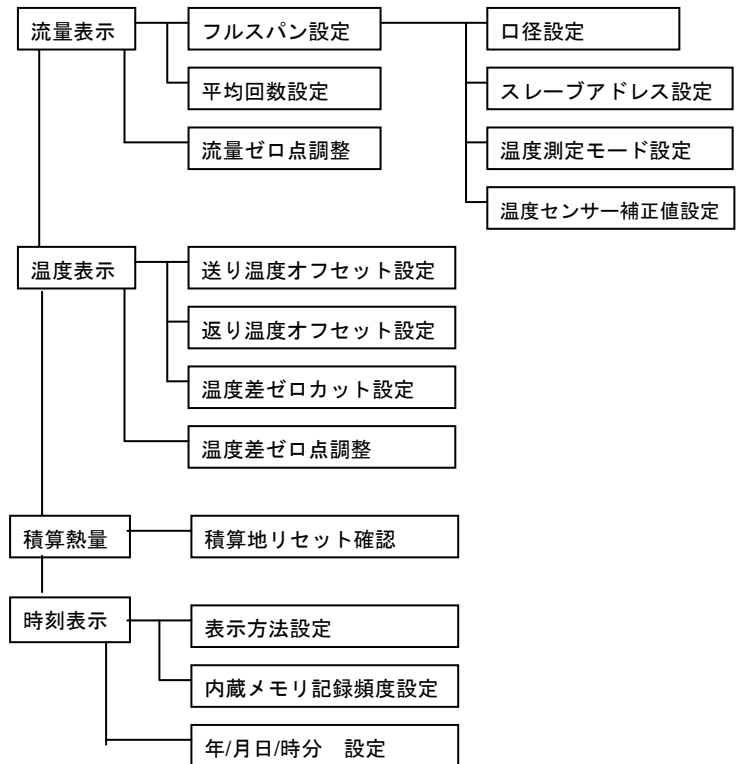 流量表示
フルスパン設定
口径設定
平均回数設定
スレーブアドレス設定
流量ゼロ点調整
温度測定モード設定
温度センサー補正値設定
温度表示
送り温度オフセット設定
返り温度オフセット設定
温度差ゼロカット設定
温度差ゼロ点調整
積算熱量
積算地リセット確認
時刻表示
表示方法設定
内蔵メモリ記録頻度設定
年/月日/時分　設定